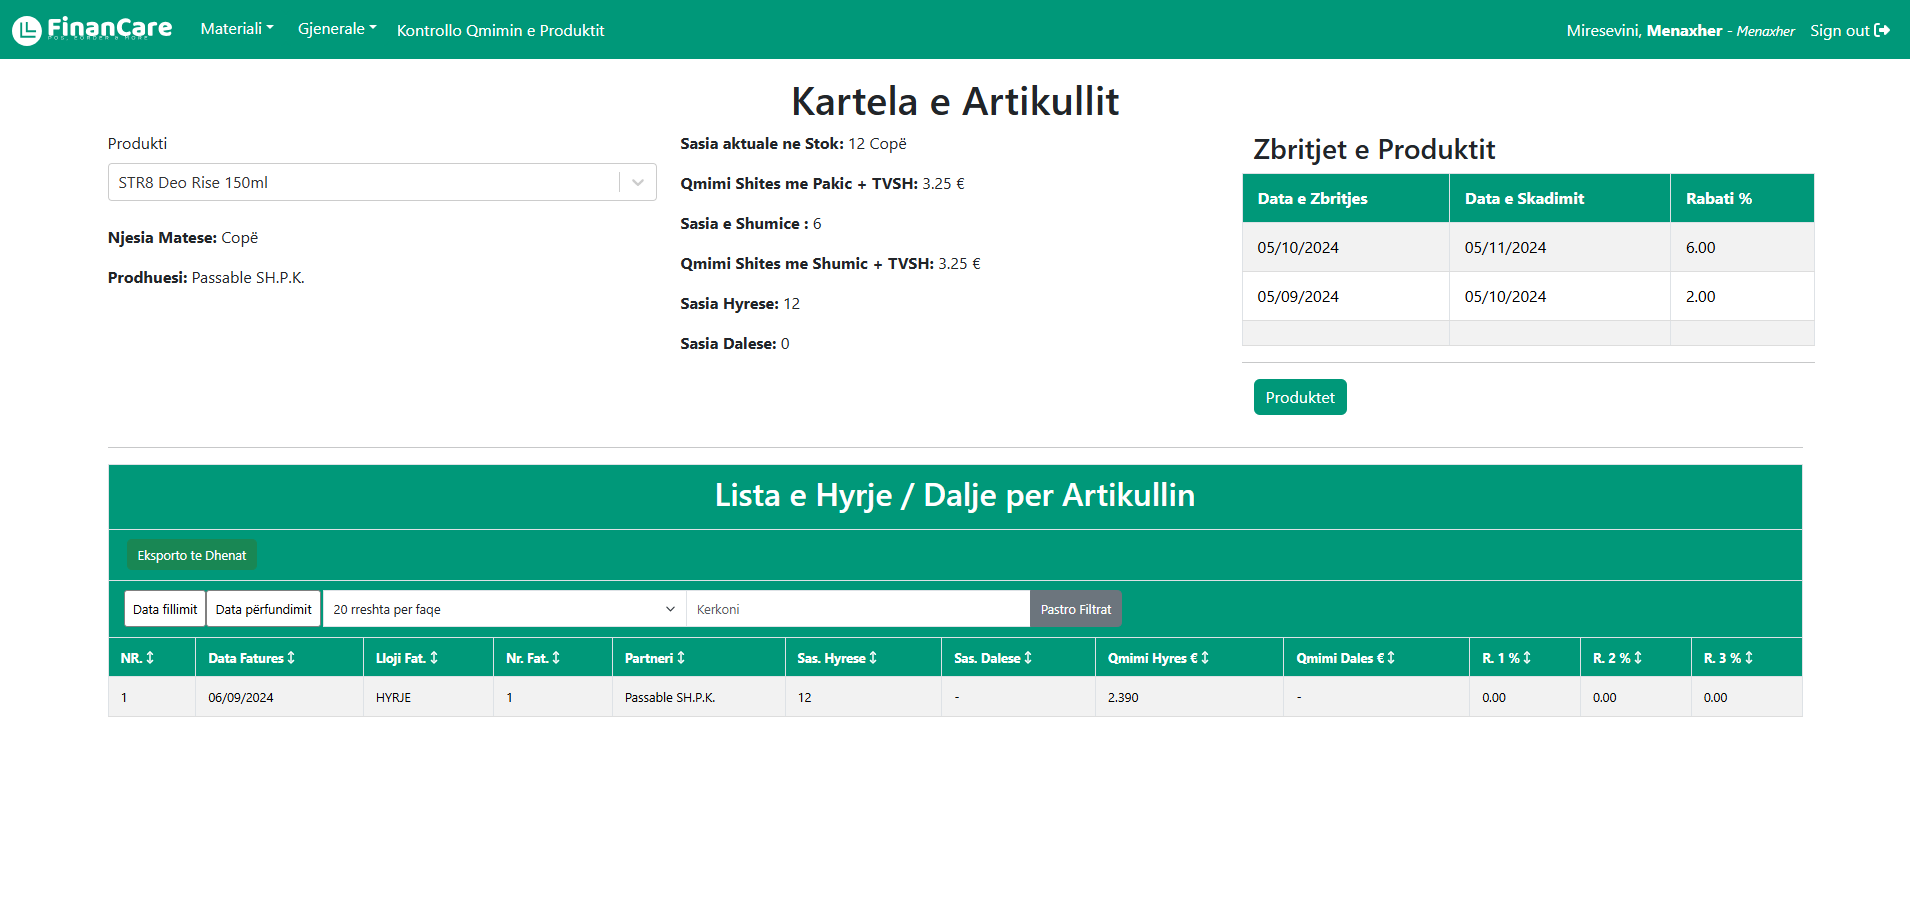 FinanCare
Materiali
Gjenerale
Kontrollo Qmimin e Produktit
Miresevini, Menaxher - Menaxher
Sign out
Kartela e Artikullit
Produkti
STR8 Deo Rise 150ml
Njesia Matese: Copë
Prodhuesi: Passable SH.P.K.
Sasia aktuale ne Stok: 12 Copë
Qmimi Shites me Pakic + TVSH: 3.25 €
Sasia e Shumice : 6
Qmimi Shites me Shumic + TVSH: 3.25 €
Sasia Hyrese: 12
Sasia Dalese: 0
Zbritjet e Produktit
Data e Zbritjes Data e Skadimit Rabati %
05/10/2024 05/11/2024 6.00
05/09/2024 05/10/2024 2.00
Produktet
Lista e Hyrje / Dalje per Artikullin
Eksporto te Dhenat
Data fillimit Data përfundimit 20 rreshta per faqe Kerkoni Pastro Filtrat
NR. Data Fatures Lloji Fat. Nr. Fat. Partneri Sas. Hyrese Sas. Dalese Qmimi Hyres € Qmimi Dales € R. 1 % R. 2 % R. 3 %
1 06/09/2024 HYRJE 1 Passable SH.P.K. 12 - 2.390 - 0.00 0.00 0.00